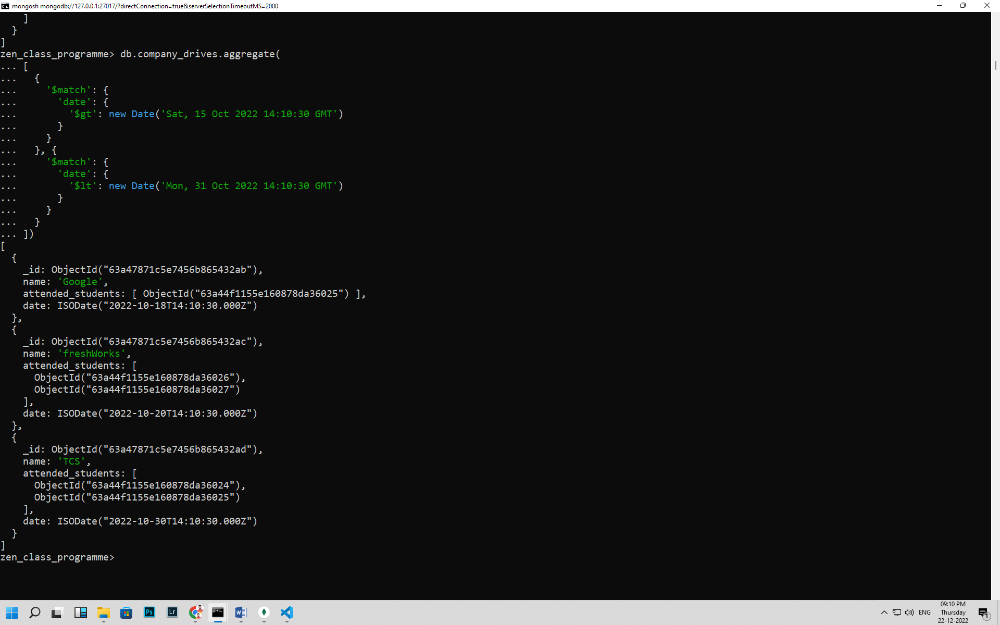 mongosh mongodb://127.0.0.1:27017/?directConnection=true&serverSelectionTimeoutMS=2000
    ]
  }
]
zen_class_programme> db.company_drives.aggregate(
... [
...   {
...     '$match': {
...       'date': {
...         '$gt': new Date('Sat, 15 Oct 2022 14:10:30 GMT')
...       }
...     }
...   }, {
...     '$match': {
...       'date': {
...         '$lt': new Date('Mon, 31 Oct 2022 14:10:30 GMT')
...       }
...     }
...   }
... ])
[
  {
    _id: ObjectId("63a47871c5e7456b865432ab"),
    name: 'Google',
    attended_students: [ ObjectId("63a44f1155e160878da36025") ],
    date: ISODate("2022-10-18T14:10:30.000Z")
  },
  {
    _id: ObjectId("63a47871c5e7456b865432ac"),
    name: 'freshWorks',
    attended_students: [
      ObjectId("63a44f1155e160878da36026"),
      ObjectId("63a44f1155e160878da36027")
    ],
    date: ISODate("2022-10-20T14:10:30.000Z")
  },
  {
    _id: ObjectId("63a47871c5e7456b865432ad"),
    name: 'TCS',
    attended_students: [
      ObjectId("63a44f1155e160878da36024"),
      ObjectId("63a44f1155e160878da36025")
    ],
    date: ISODate("2022-10-30T14:10:30.000Z")
  }
]
zen_class_programme>
Ps
Lr
ENG
09:10 PM
Thursday
22-12-2022
1